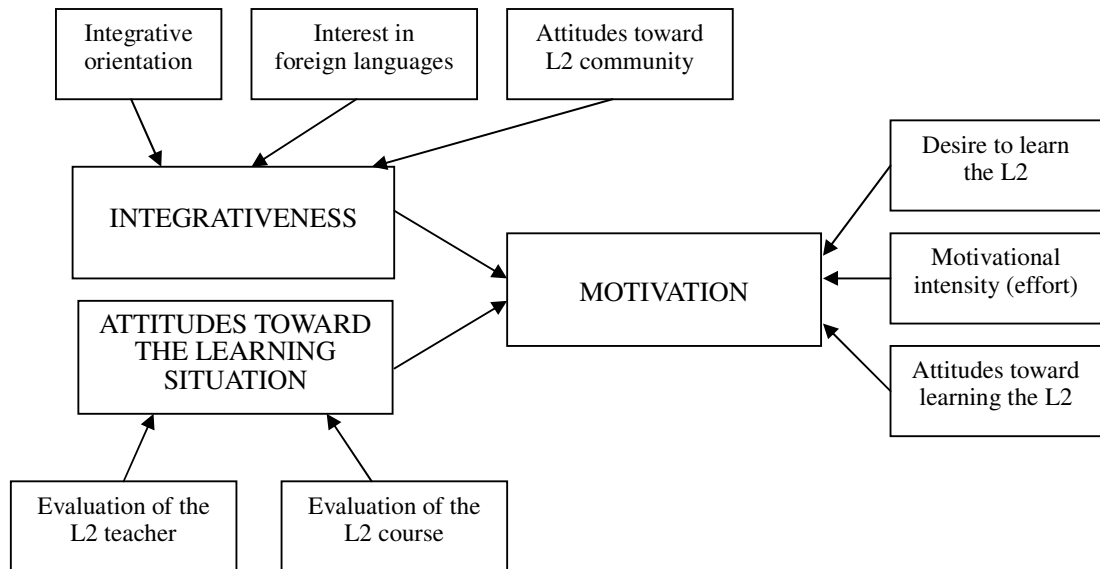 Integrative
orientation
Interest in
foreign languages
Attitudes toward
L2 community
Desire to learn
the L2
INTEGRATIVENESS
MOTIVATION
Motivational
intensity (effort)
ATTITUDES TOWARD
THE LEARNING
SITUATION
Attitudes toward
learning the L2
Evaluation of the
L2 teacher
Evaluation of the
L2 course